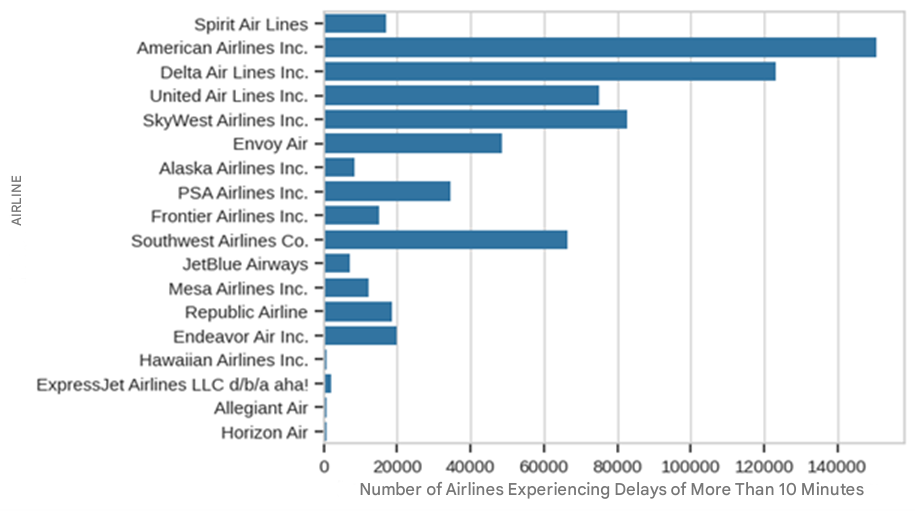 Spirit Air Lines
American Airlines Inc.
Delta Air Lines Inc.
United Air Lines Inc.
SkyWest Airlines Inc.
Envoy Air
Alaska Airlines Inc.
PSA Airlines Inc.
Frontier Airlines Inc.
Southwest Airlines Co.
JetBlue Airways
Mesa Airlines Inc.
Republic Airline
Endeavor Air Inc.
Hawaiian Airlines Inc.
ExpressJet Airlines LLC d/b/a aha!
Allegiant Air
Horizon Air
AIRLINE
0 20000 40000 60000 80000 100000 120000 140000
Number of Airlines Experiencing Delays of More Than 10 Minutes